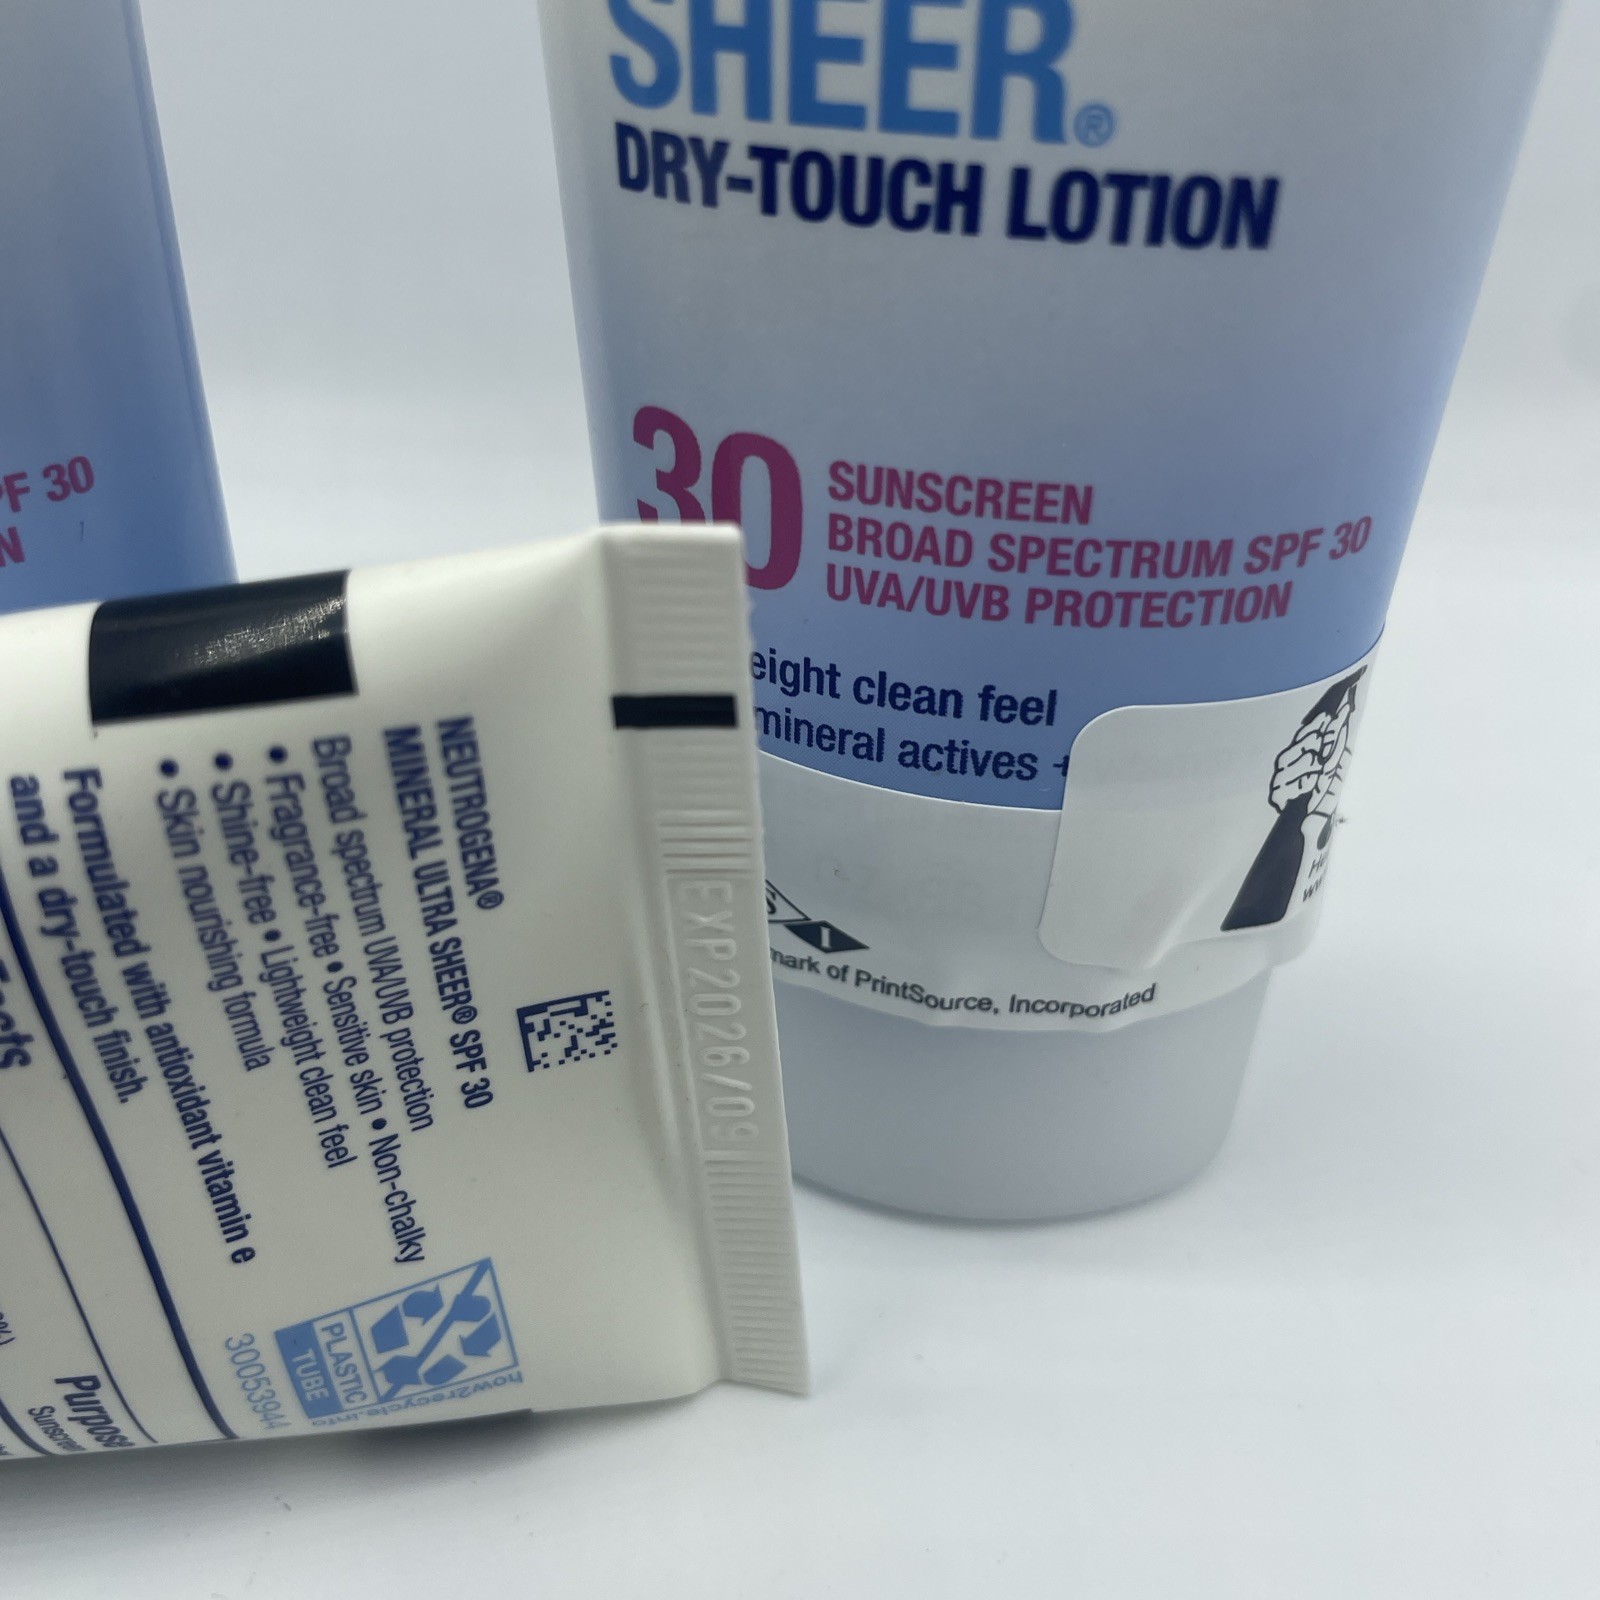 SHEER®
DRY-TOUCH LOTION
30
SUNSCREEN
BROAD SPECTRUM SPF 30
UVA/UVB PROTECTION
eight clean feel
mineral actives +
S I
mark of PrintSource, Incorporated
F 30
N
EXP2026/09
NEUTROGENA®
MINERAL ULTRA SHEER® SPF 30
Broad spectrum UVA/UVB protection
• Fragrance-free • Sensitive skin • Non-chalky
• Shine-free • Lightweight clean feel
• Skin nourishing formula
Formulated with antioxidant vitamin e
and a dry-touch finish.
Purpose
how2recycle.info
PLASTIC
TUBE
30053944